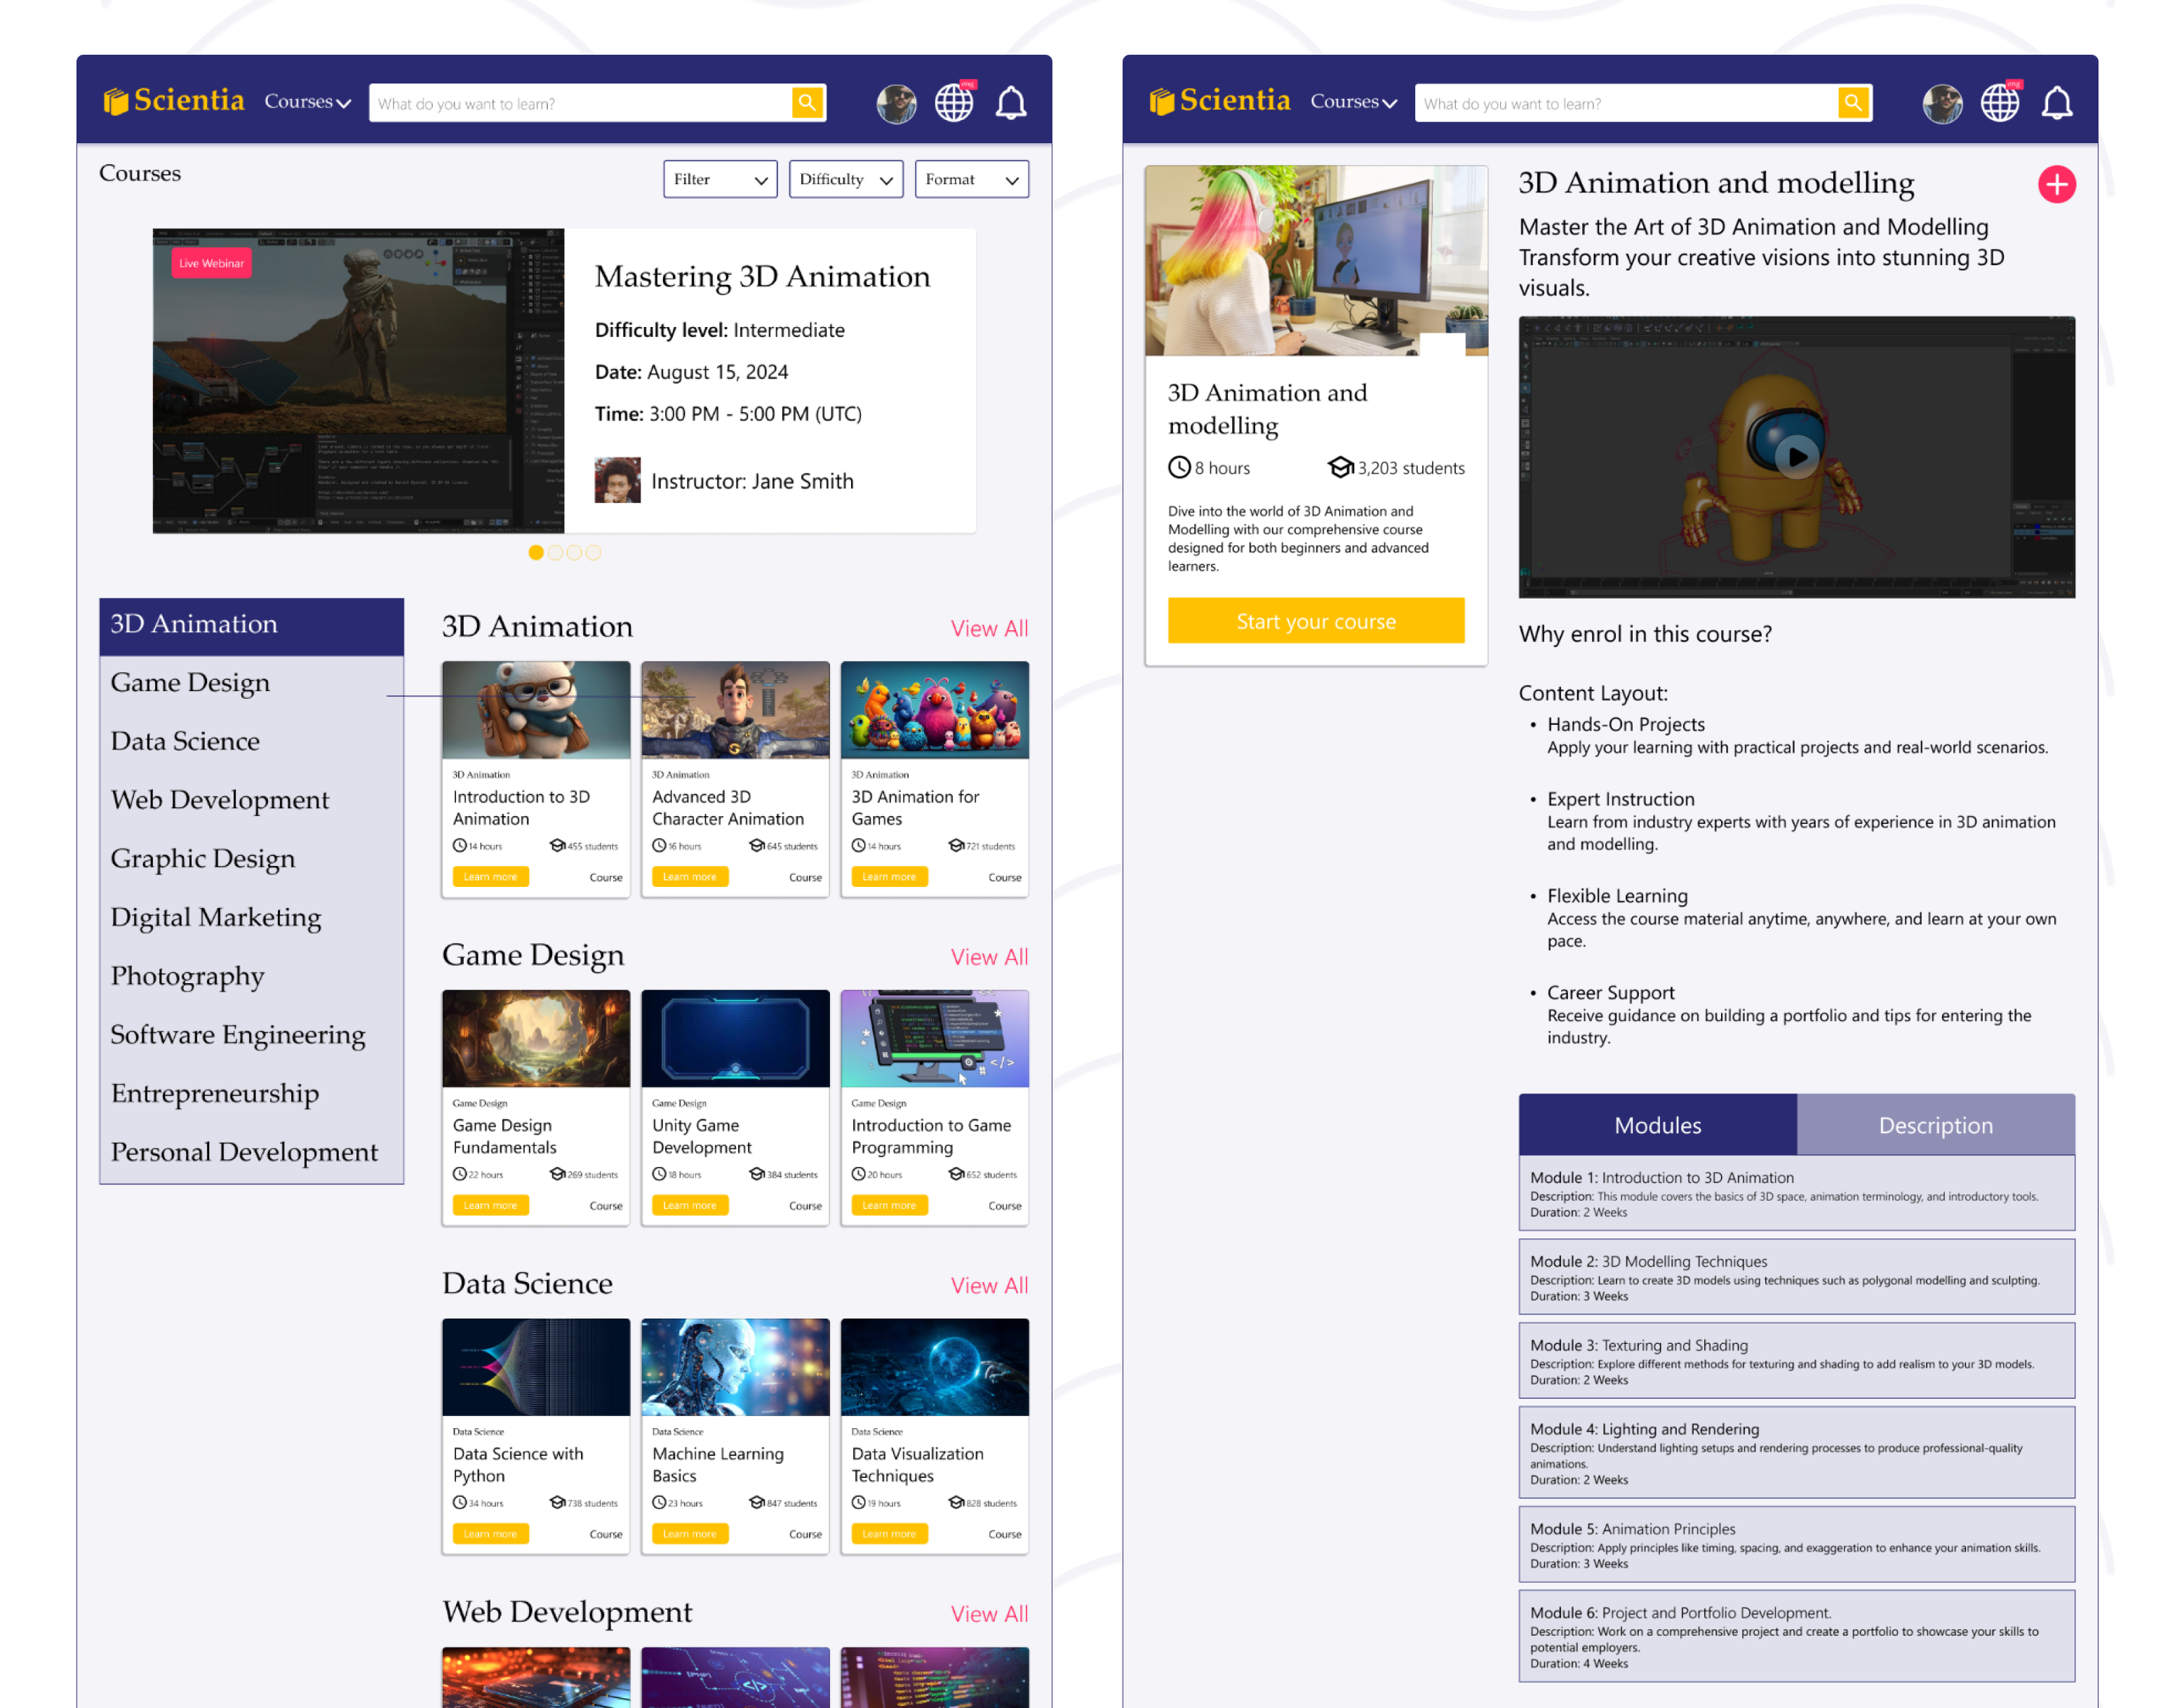 Scientia
Courses
What do you want to learn?
eng
Courses
Filter
Difficulty
Format
Live Webinar
Mastering 3D Animation
Difficulty level: Intermediate
Date: August 15, 2024
Time: 3:00 PM - 5:00 PM (UTC)
Instructor: Jane Smith
3D Animation
Game Design
Data Science
Web Development
Graphic Design
Digital Marketing
Photography
Software Engineering
Entrepreneurship
Personal Development
3D Animation
View All
3D Animation
Introduction to 3D
Animation
14 hours
455 students
Learn more
Course
3D Animation
Advanced 3D
Character Animation
16 hours
645 students
Learn more
Course
3D Animation
3D Animation for
Games
14 hours
721 students
Learn more
Course
Game Design
View All
Game Design
Game Design
Fundamentals
22 hours
269 students
Learn more
Course
Game Design
Unity Game
Development
18 hours
384 students
Learn more
Course
Game Design
Introduction to Game
Programming
20 hours
652 students
Learn more
Course
Data Science
View All
Data Science
Data Science with
Python
34 hours
738 students
Learn more
Course
Data Science
Machine Learning
Basics
23 hours
847 students
Learn more
Course
Data Science
Data Visualization
Techniques
19 hours
828 students
Learn more
Course
Web Development
View All
Scientia
Courses
What do you want to learn?
eng
3D Animation and
modelling
8 hours
3,203 students
Dive into the world of 3D Animation and
Modelling with our comprehensive course
designed for both beginners and advanced
learners.
Start your course
3D Animation and modelling
Master the Art of 3D Animation and Modelling
Transform your creative visions into stunning 3D
visuals.
Why enrol in this course?
Content Layout:
• Hands-On Projects
Apply your learning with practical projects and real-world scenarios.
• Expert Instruction
Learn from industry experts with years of experience in 3D animation
and modelling.
• Flexible Learning
Access the course material anytime, anywhere, and learn at your own
pace.
• Career Support
Receive guidance on building a portfolio and tips for entering the
industry.
Modules
Description
Module 1: Introduction to 3D Animation
Description: This module covers the basics of 3D space, animation terminology, and introductory tools.
Duration: 2 Weeks
Module 2: 3D Modelling Techniques
Description: Learn to create 3D models using techniques such as polygonal modelling and sculpting.
Duration: 3 Weeks
Module 3: Texturing and Shading
Description: Explore different methods for texturing and shading to add realism to your 3D models.
Duration: 2 Weeks
Module 4: Lighting and Rendering
Description: Understand lighting setups and rendering processes to produce professional-quality
animations.
Duration: 2 Weeks
Module 5: Animation Principles
Description: Apply principles like timing, spacing, and exaggeration to enhance your animation skills.
Duration: 3 Weeks
Module 6: Project and Portfolio Development.
Description: Work on a comprehensive project and create a portfolio to showcase your skills to
potential employers.
Duration: 4 Weeks